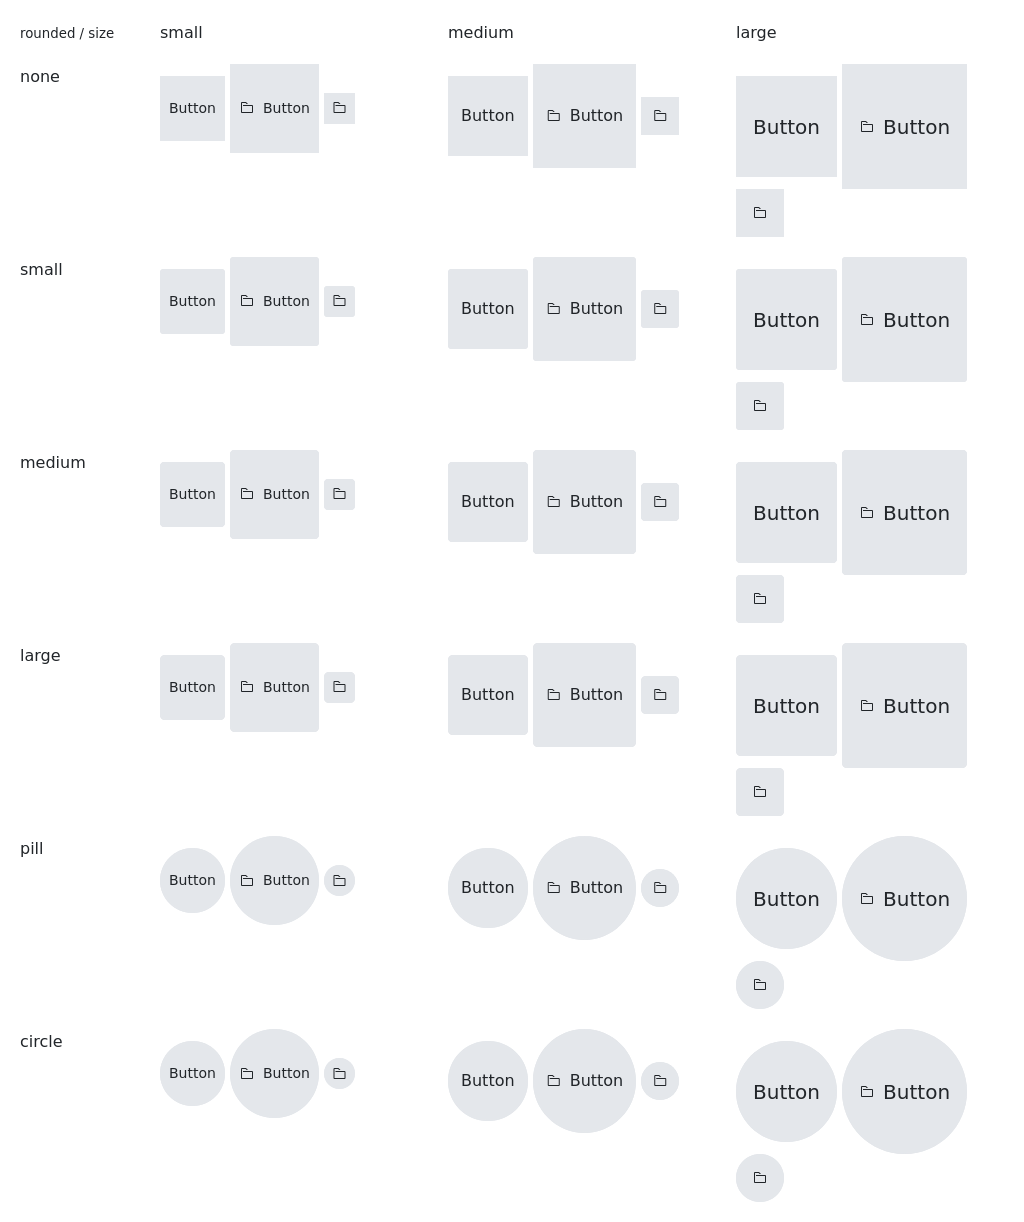 rounded / size small medium large
none Button Button Button Button Button Button
small Button Button Button Button Button Button
medium Button Button Button Button Button Button
large Button Button Button Button Button Button
pill Button Button Button Button Button Button
circle Button Button Button Button Button Button